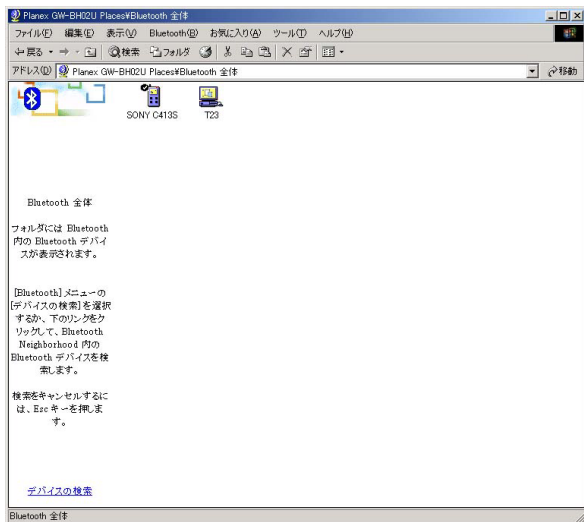 Planex GW-BH02U Places¥Bluetooth 全体
ファイル(F) 編集(E) 表示(V) Bluetooth(B) お気に入り(A) ツール(T) ヘルプ(H)
戻る 検索 フォルダ
アドレス(D) Planex GW-BH02U Places¥Bluetooth 全体 移動
SONY C413S T23
Bluetooth 全体
フォルダには Bluetooth
内の Bluetooth デバイ
スが表示されます。
[Bluetooth]メニューの
[デバイスの検索]を選択
するか、下のリンクをク
リックして、Bluetooth
Neighborhood 内の
Bluetooth デバイスを検
索します。
検索をキャンセルするに
は、Esc キーを押しま
す。
デバイスの検索
Bluetooth 全体